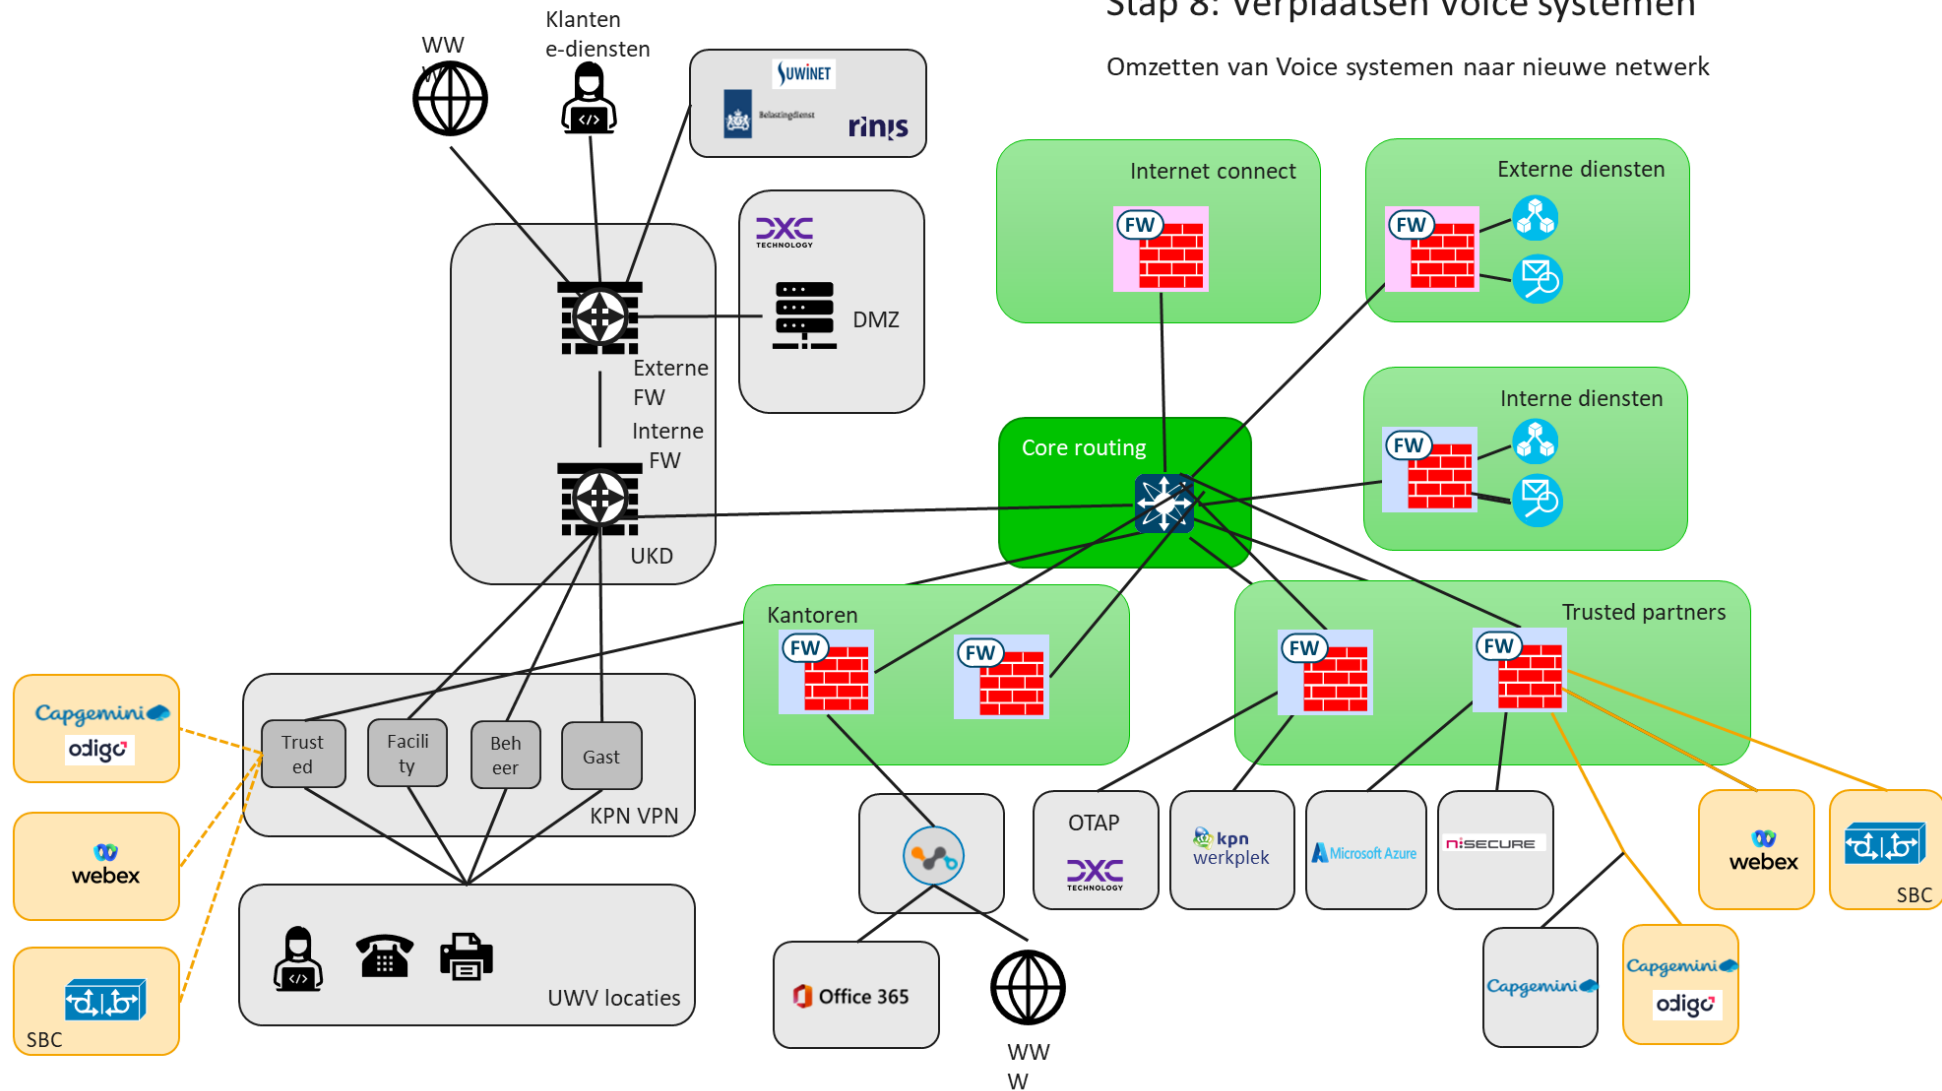 Stap 8: Verplaatsen Voice systemen
Omzetten van Voice systemen naar nieuwe netwerk
Klanten
e-diensten
WW
W
SUWINET
Belastingdienst
rinis
DXC
TECHNOLOGY
DMZ
Externe
FW
Interne
FW
UKD
Internet connect
FW
Externe diensten
FW
Interne diensten
FW
Core routing
Kantoren
FW
FW
Trusted partners
FW
FW
Capgemini
odigo
webex
SBC
Trust
ed
Facili
ty
Beh
eer
Gast
KPN VPN
UWV locaties
OTAP
DXC
TECHNOLOGY
kpn
werkplek
Microsoft Azure
n:SECURE
webex
SBC
Office 365
WW
W
Capgemini
Capgemini
odigo